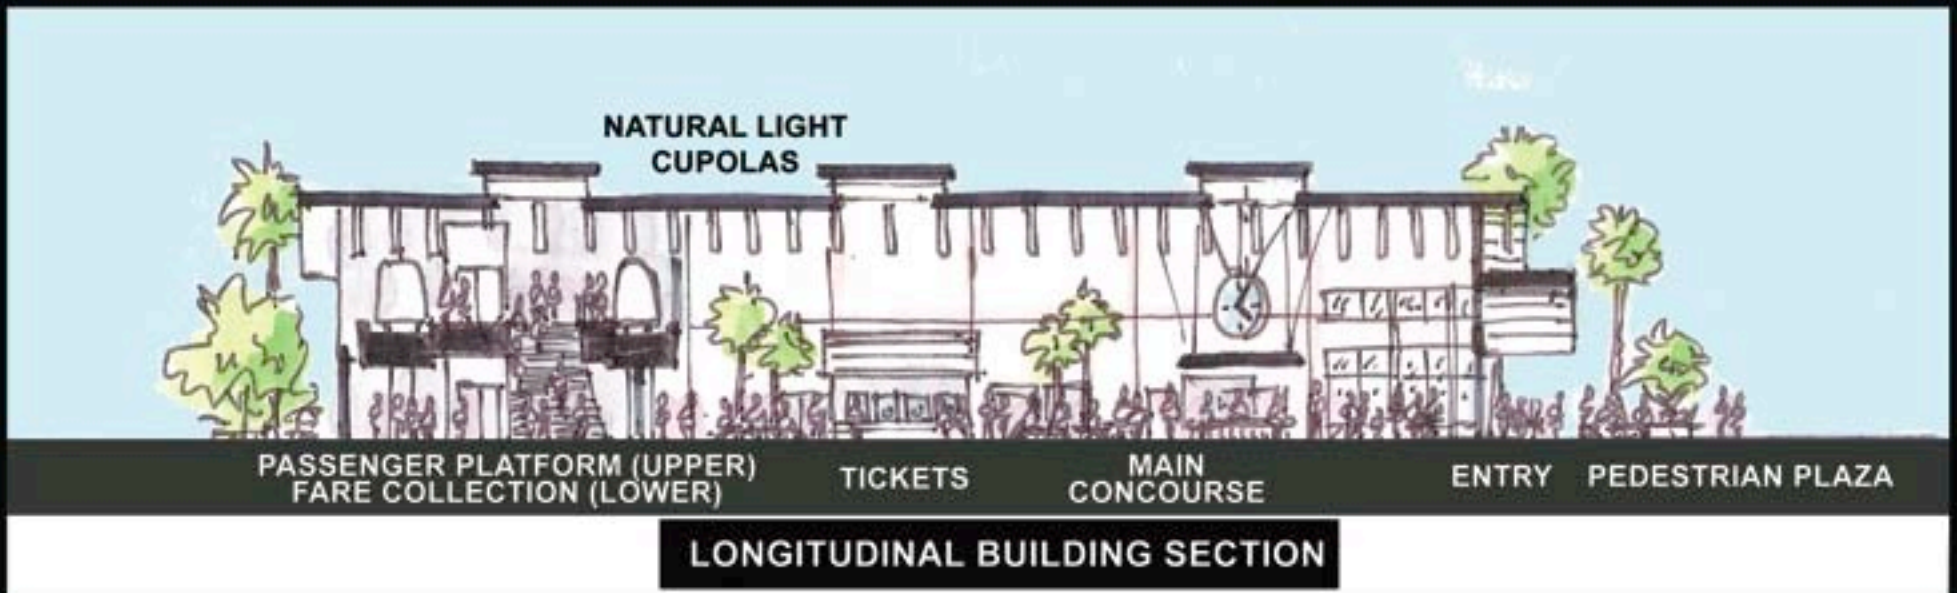 NATURAL LIGHT
CUPOLAS
PASSENGER PLATFORM (UPPER)
FARE COLLECTION (LOWER)
TICKETS
MAIN
CONCOURSE
ENTRY
PEDESTRIAN PLAZA
LONGITUDINAL BUILDING SECTION